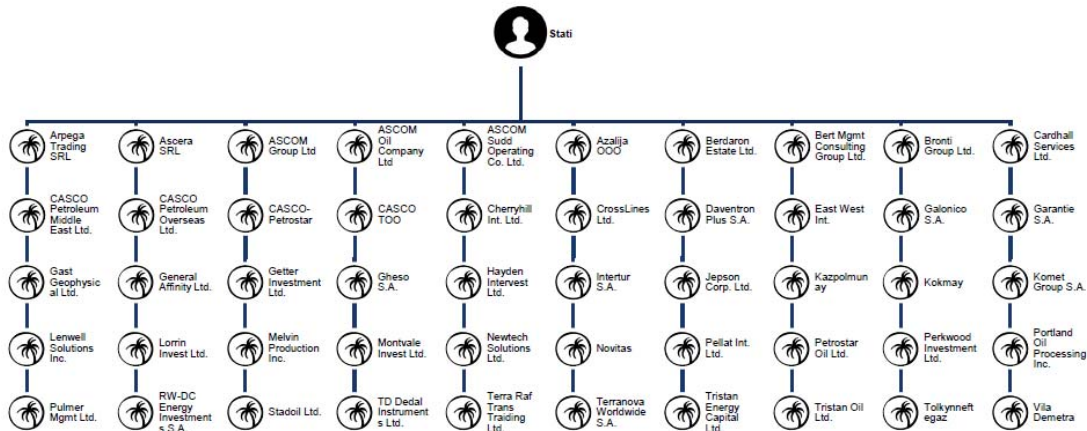 Stati
Arpega
Trading
SRL
Ascera
SRL
ASCOM
Group Ltd
ASCOM
Oil
Company
Ltd
ASCOM
Sudd
Operating
Co. Ltd.
Azalija
OOO
Berdaron
Estate Ltd.
Bert Mgmt
Consulting
Group Ltd.
Bronti
Group Ltd.
Cardhall
Services
Ltd.
CASCO
Petroleum
Middle
East Ltd.
CASCO
Petroleum
Overseas
Ltd.
CASCO-
Petrostar
CASCO
TOO
Cherryhill
Int. Ltd.
CrossLines
Ltd.
Daventron
Plus S.A.
East West
Int.
Galonico
S.A.
Garantie
S.A.
Gast
Geophysic
al Ltd.
General
Affinity Ltd.
Getter
Investment
Ltd.
Gheso
S.A.
Hayden
Intervest
Ltd.
Intertur
S.A.
Jepson
Corp. Ltd.
Kazpolmun
ay
Kokmay
Komet
Group S.A.
Lenwell
Solutions
Inc.
Lorrin
Invest Ltd.
Melvin
Production
Inc.
Montvale
Invest Ltd.
Newtech
Solutions
Ltd.
Novitas
Pellat Int.
Ltd.
Petrostar
Oil Ltd.
Perkwood
Investment
Ltd.
Portland
Oil
Processing
Inc.
Pulmer
Mgmt Ltd.
RW-DC
Energy
Investment
s S.A.
Stadoil Ltd.
TD Dedal
Instrument
s Ltd.
Terra Raf
Trans
Traiding
Ltd.
Terranova
Worldwide
S.A.
Tristan
Energy
Capital
Ltd.
Tristan Oil
Ltd.
Tolkynneft
egaz
Vila
Demetra